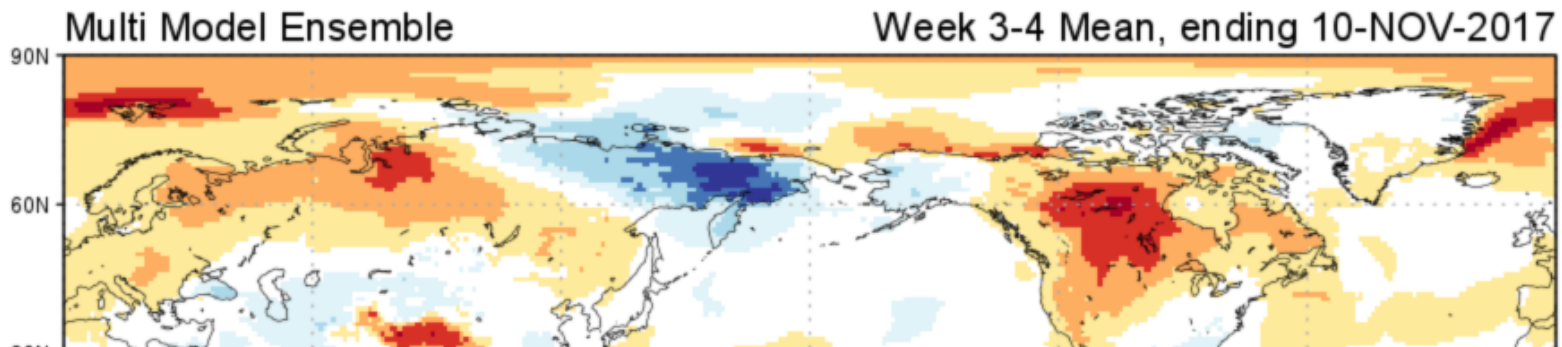 Multi Model Ensemble
Week 3-4 Mean, ending 10-NOV-2017
90N
60N